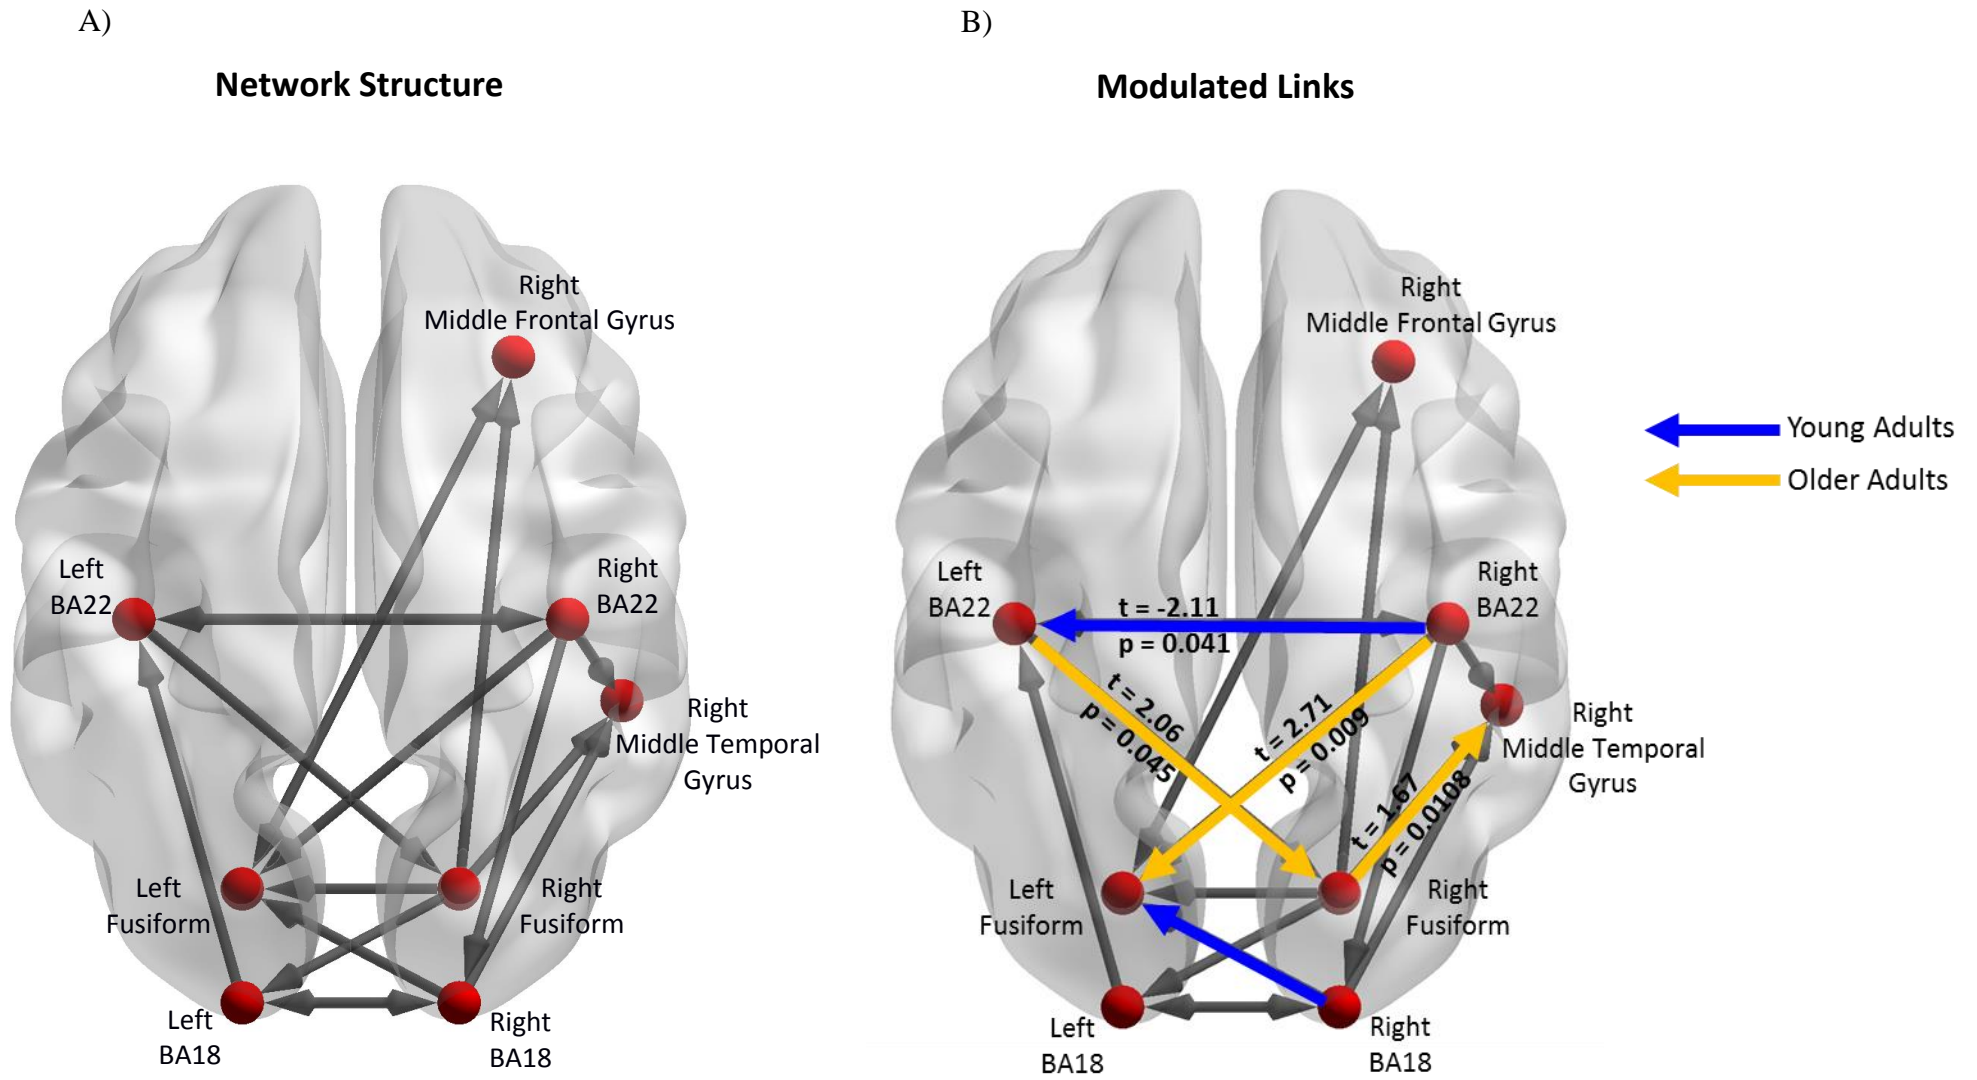 A)
Network Structure
Right
Middle Frontal Gyrus
Left
BA22
Right
BA22
Right
Middle Temporal
Gyrus
Left
Fusiform
Right
Fusiform
Left
BA18
Right
BA18
B)
Modulated Links
Right
Middle Frontal Gyrus
Young Adults
Older Adults
Left
BA22
t = -2.11
p = 0.041
Right
BA22
t = 2.06
p = 0.045
t = 2.71
p = 0.009
Right
Middle Temporal
Gyrus
t = 1.67
p = 0.0108
Left
Fusiform
Right
Fusiform
Left
BA18
Right
BA18